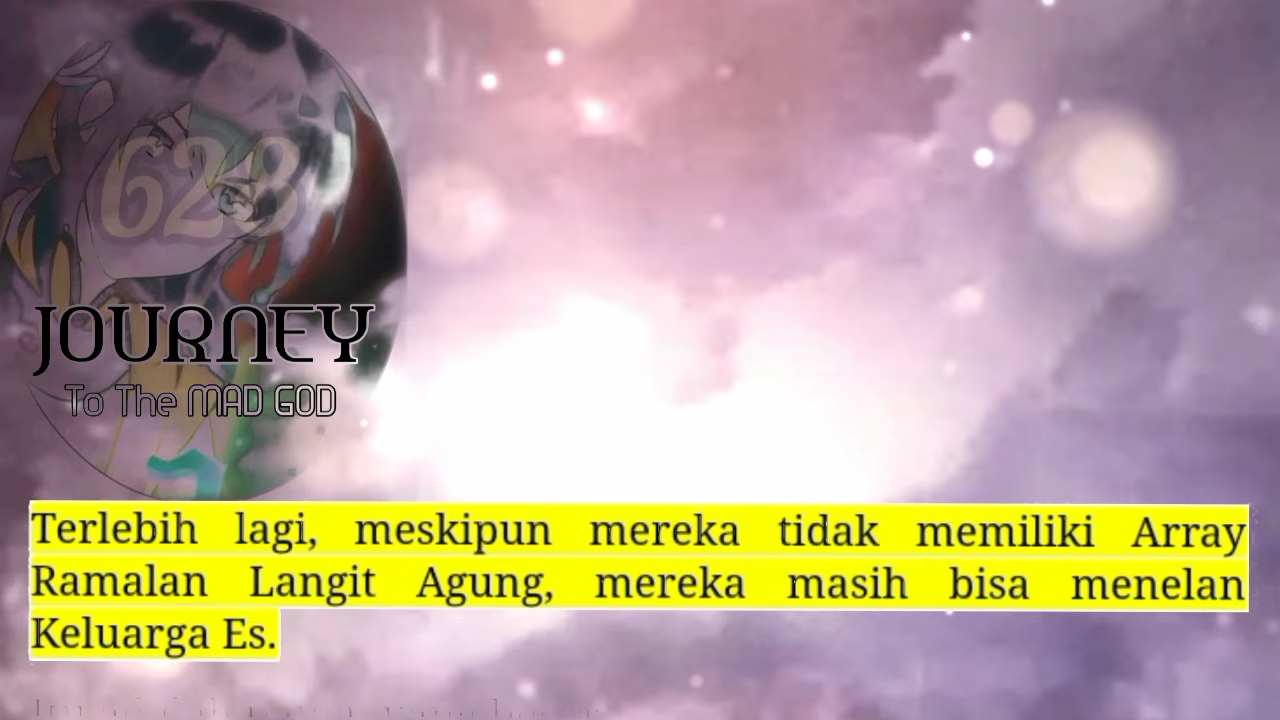 628
JOURNEY
To The MAD GOD
Terlebih lagi, meskipun mereka tidak memiliki Array
Ramalan Langit Agung, mereka masih bisa menelan
Keluarga Es.